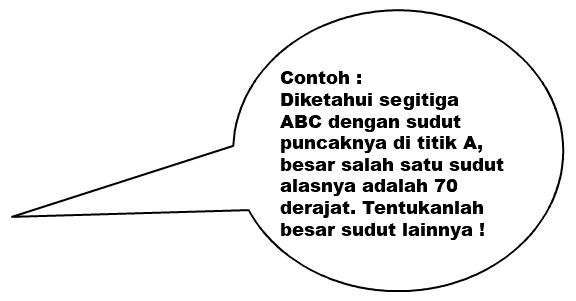 Contoh :
Diketahui segitiga
ABC dengan sudut
puncaknya di titik A,
besar salah satu sudut
alasnya adalah 70
derajat. Tentukanlah
besar sudut lainnya !